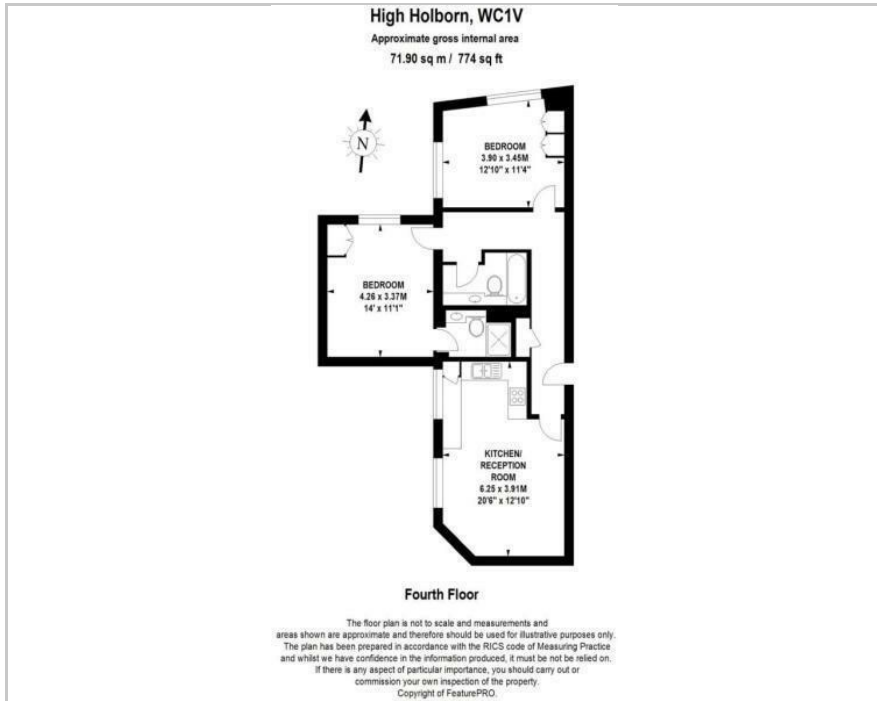 High Holborn, WC1V
Approximate gross internal area
71.90 sq m / 774 sq ft
N
BEDROOM
3.90 x 3.45M
12'10" x 11'4"
BEDROOM
4.26 x 3.37M
14' x 11'1"
KITCHEN/
RECEPTION
ROOM
6.25 x 3.91M
20'6" x 12'10"
Fourth Floor
The floor plan is not to scale and measurements and
areas shown are approximate and therefore should be used for illustrative purposes only.
The plan has been prepared in accordance with the RICS code of Measuring Practice
and whilst we have confidence in the information produced, it must be not be relied on.
If there is any aspect of particular importance, you should carry out or
commission your own inspection of the property.
Copyright of FeaturePRO.